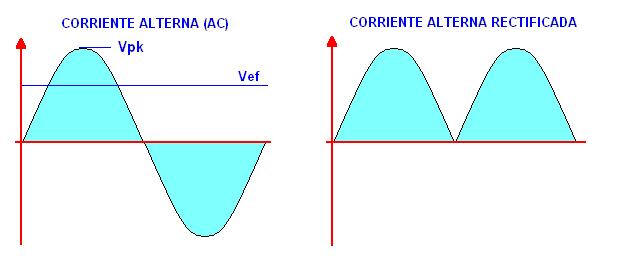 CORRIENTE ALTERNA (AC)
Vpk
Vef
CORRIENTE ALTERNA RECTIFICADA